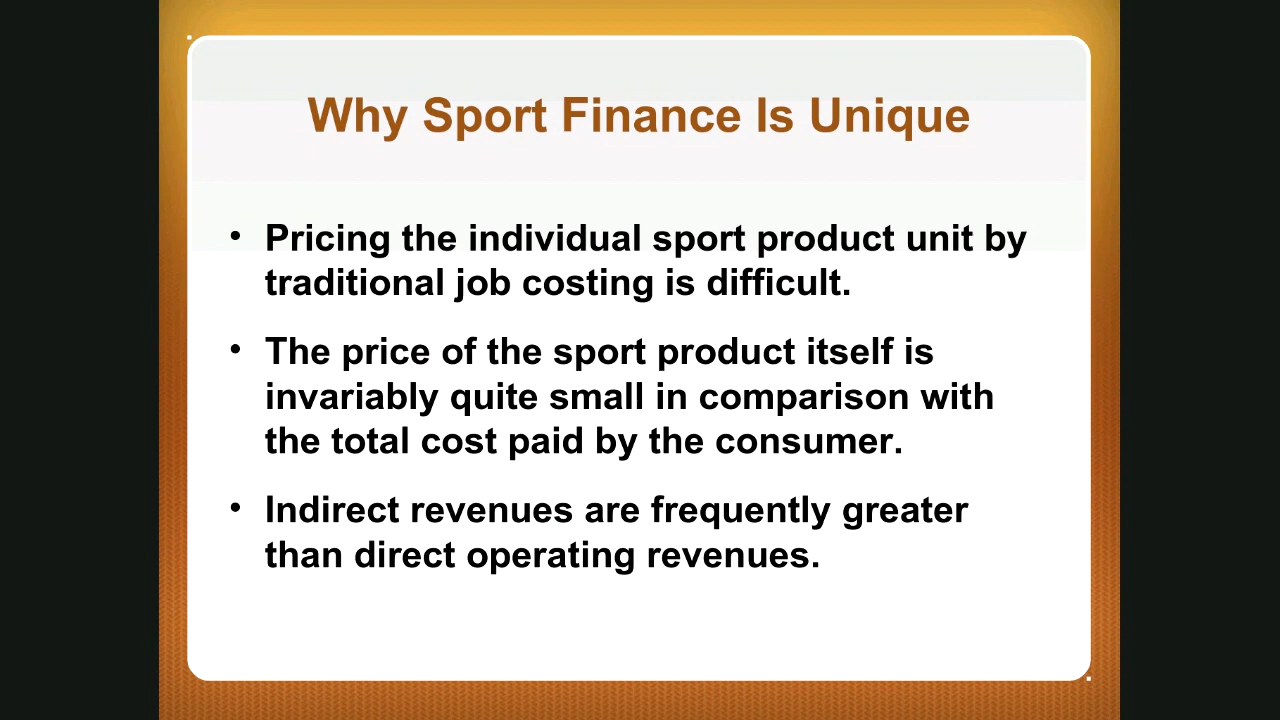 Why Sport Finance Is Unique
• Pricing the individual sport product unit by
traditional job costing is difficult.
• The price of the sport product itself is
invariably quite small in comparison with
the total cost paid by the consumer.
• Indirect revenues are frequently greater
than direct operating revenues.